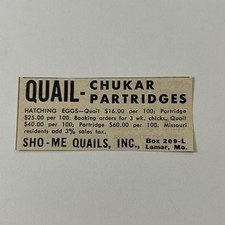 QUAIL- CHUKAR PARTRIDGES
HATCHING EGGS—Quail $16.00 per 100; Partridge
$25.00 per 100. Booking orders for 3 wk. chicks, Quail
$40.00 per 100; Partridge $60.00 per 100. Missouri
residents add 3% sales tax.
SHO-ME QUAILS, INC., Box 209-L
Lamar, Mo.